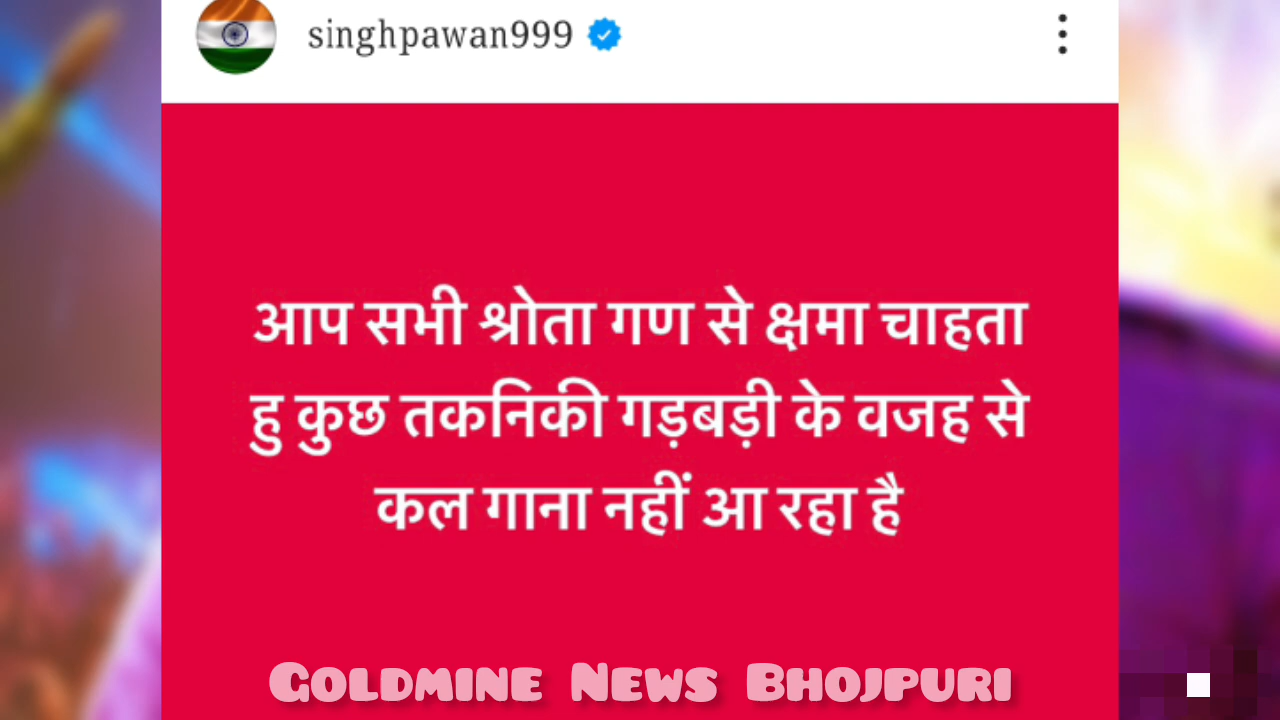 singhpawan999
आप सभी श्रोता गण से क्षमा चाहता
हु कुछ तकनिकी गड़बड़ी के वजह से
कल गाना नहीं आ रहा है
GOLDMINE NEWS BHOJPURI